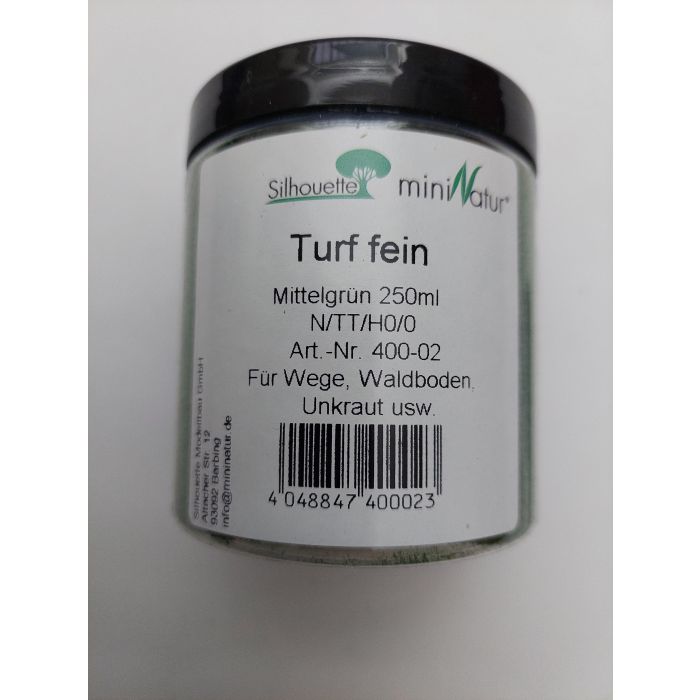 Silhouette miniNatur®
Turf fein
Mittelgrün 250ml
N/TT/H0/0
Art.-Nr. 400-02
Für Wege, Waldboden,
Unkraut usw.
4 048847 400023
Silhouette Modellbau GmbH
Altacher Str. 12
93092 Barbing
info@mininatur.de